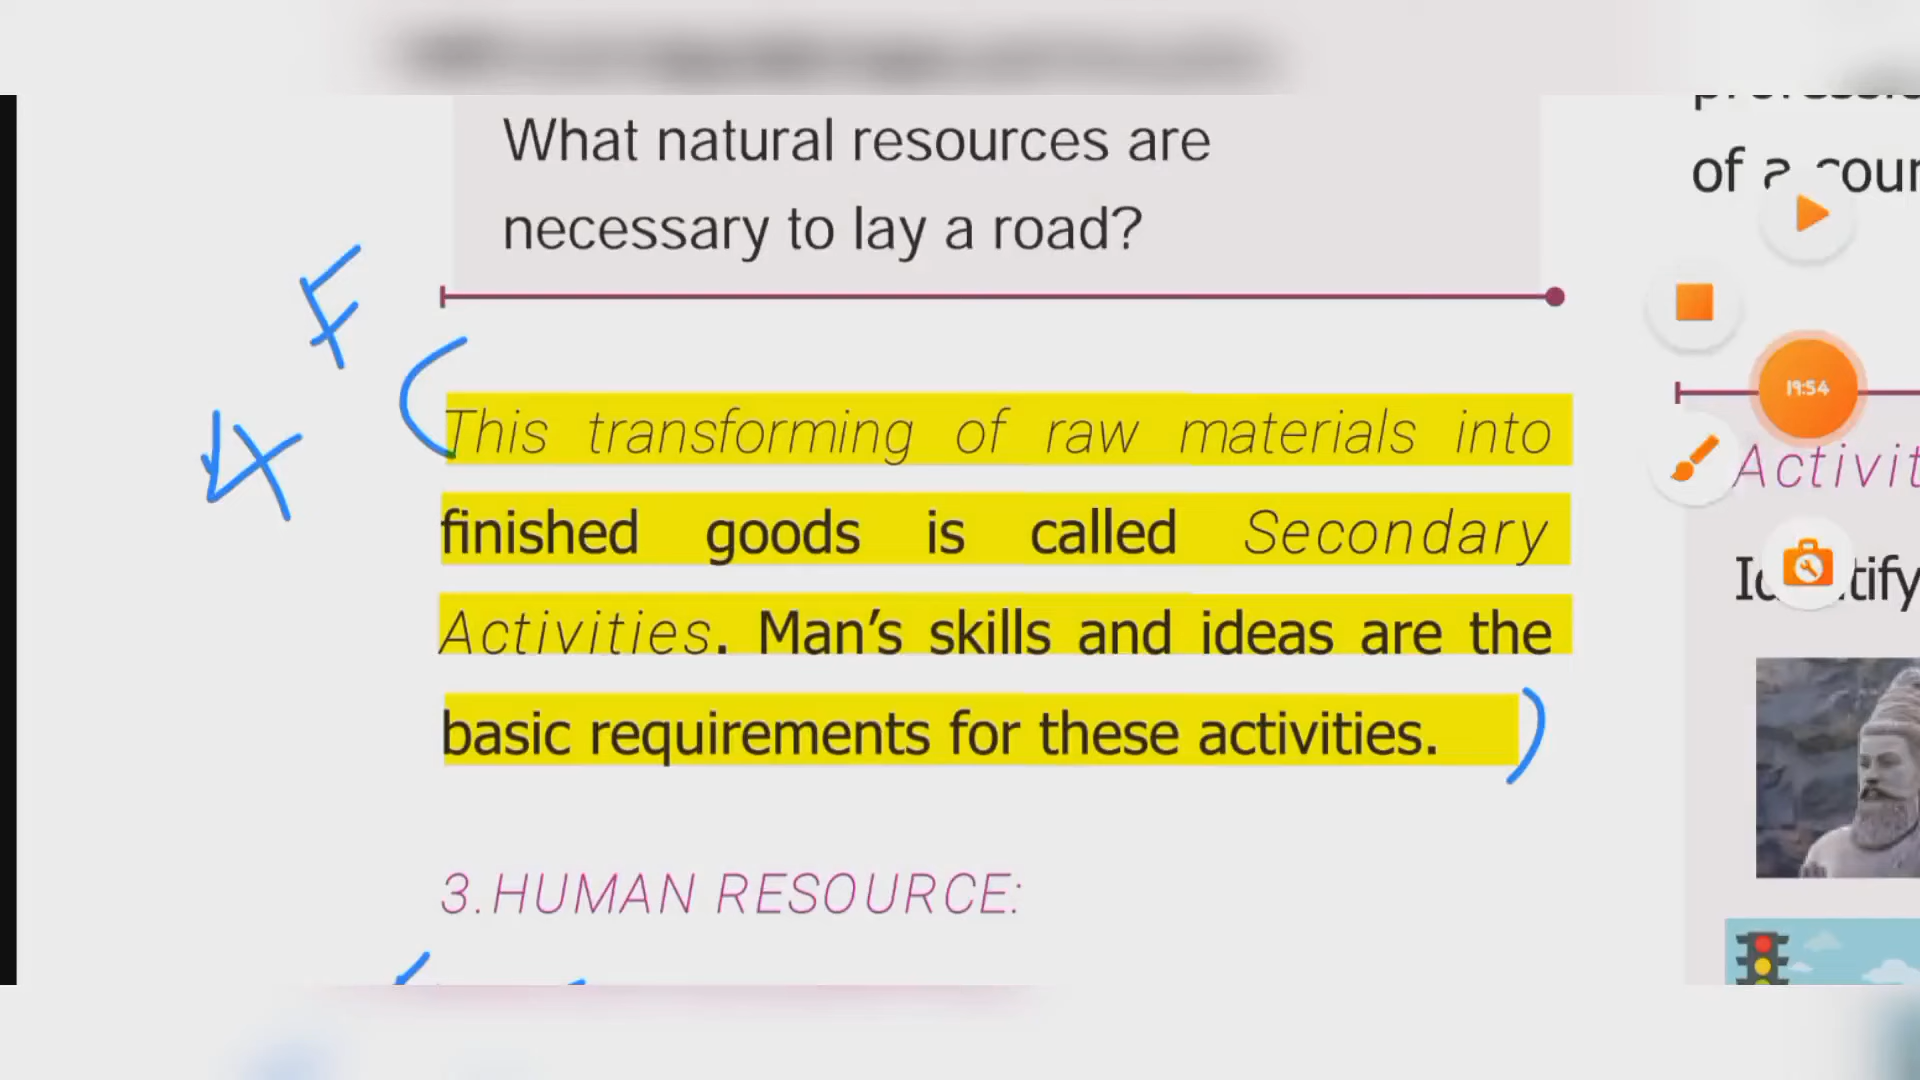 What natural resources are
necessary to lay a road?
F
4
This transforming of raw materials into
finished goods is called Secondary
Activities. Man's skills and ideas are the
basic requirements for these activities.
3.HUMAN RESOURCE:
of a
19:54
Activit